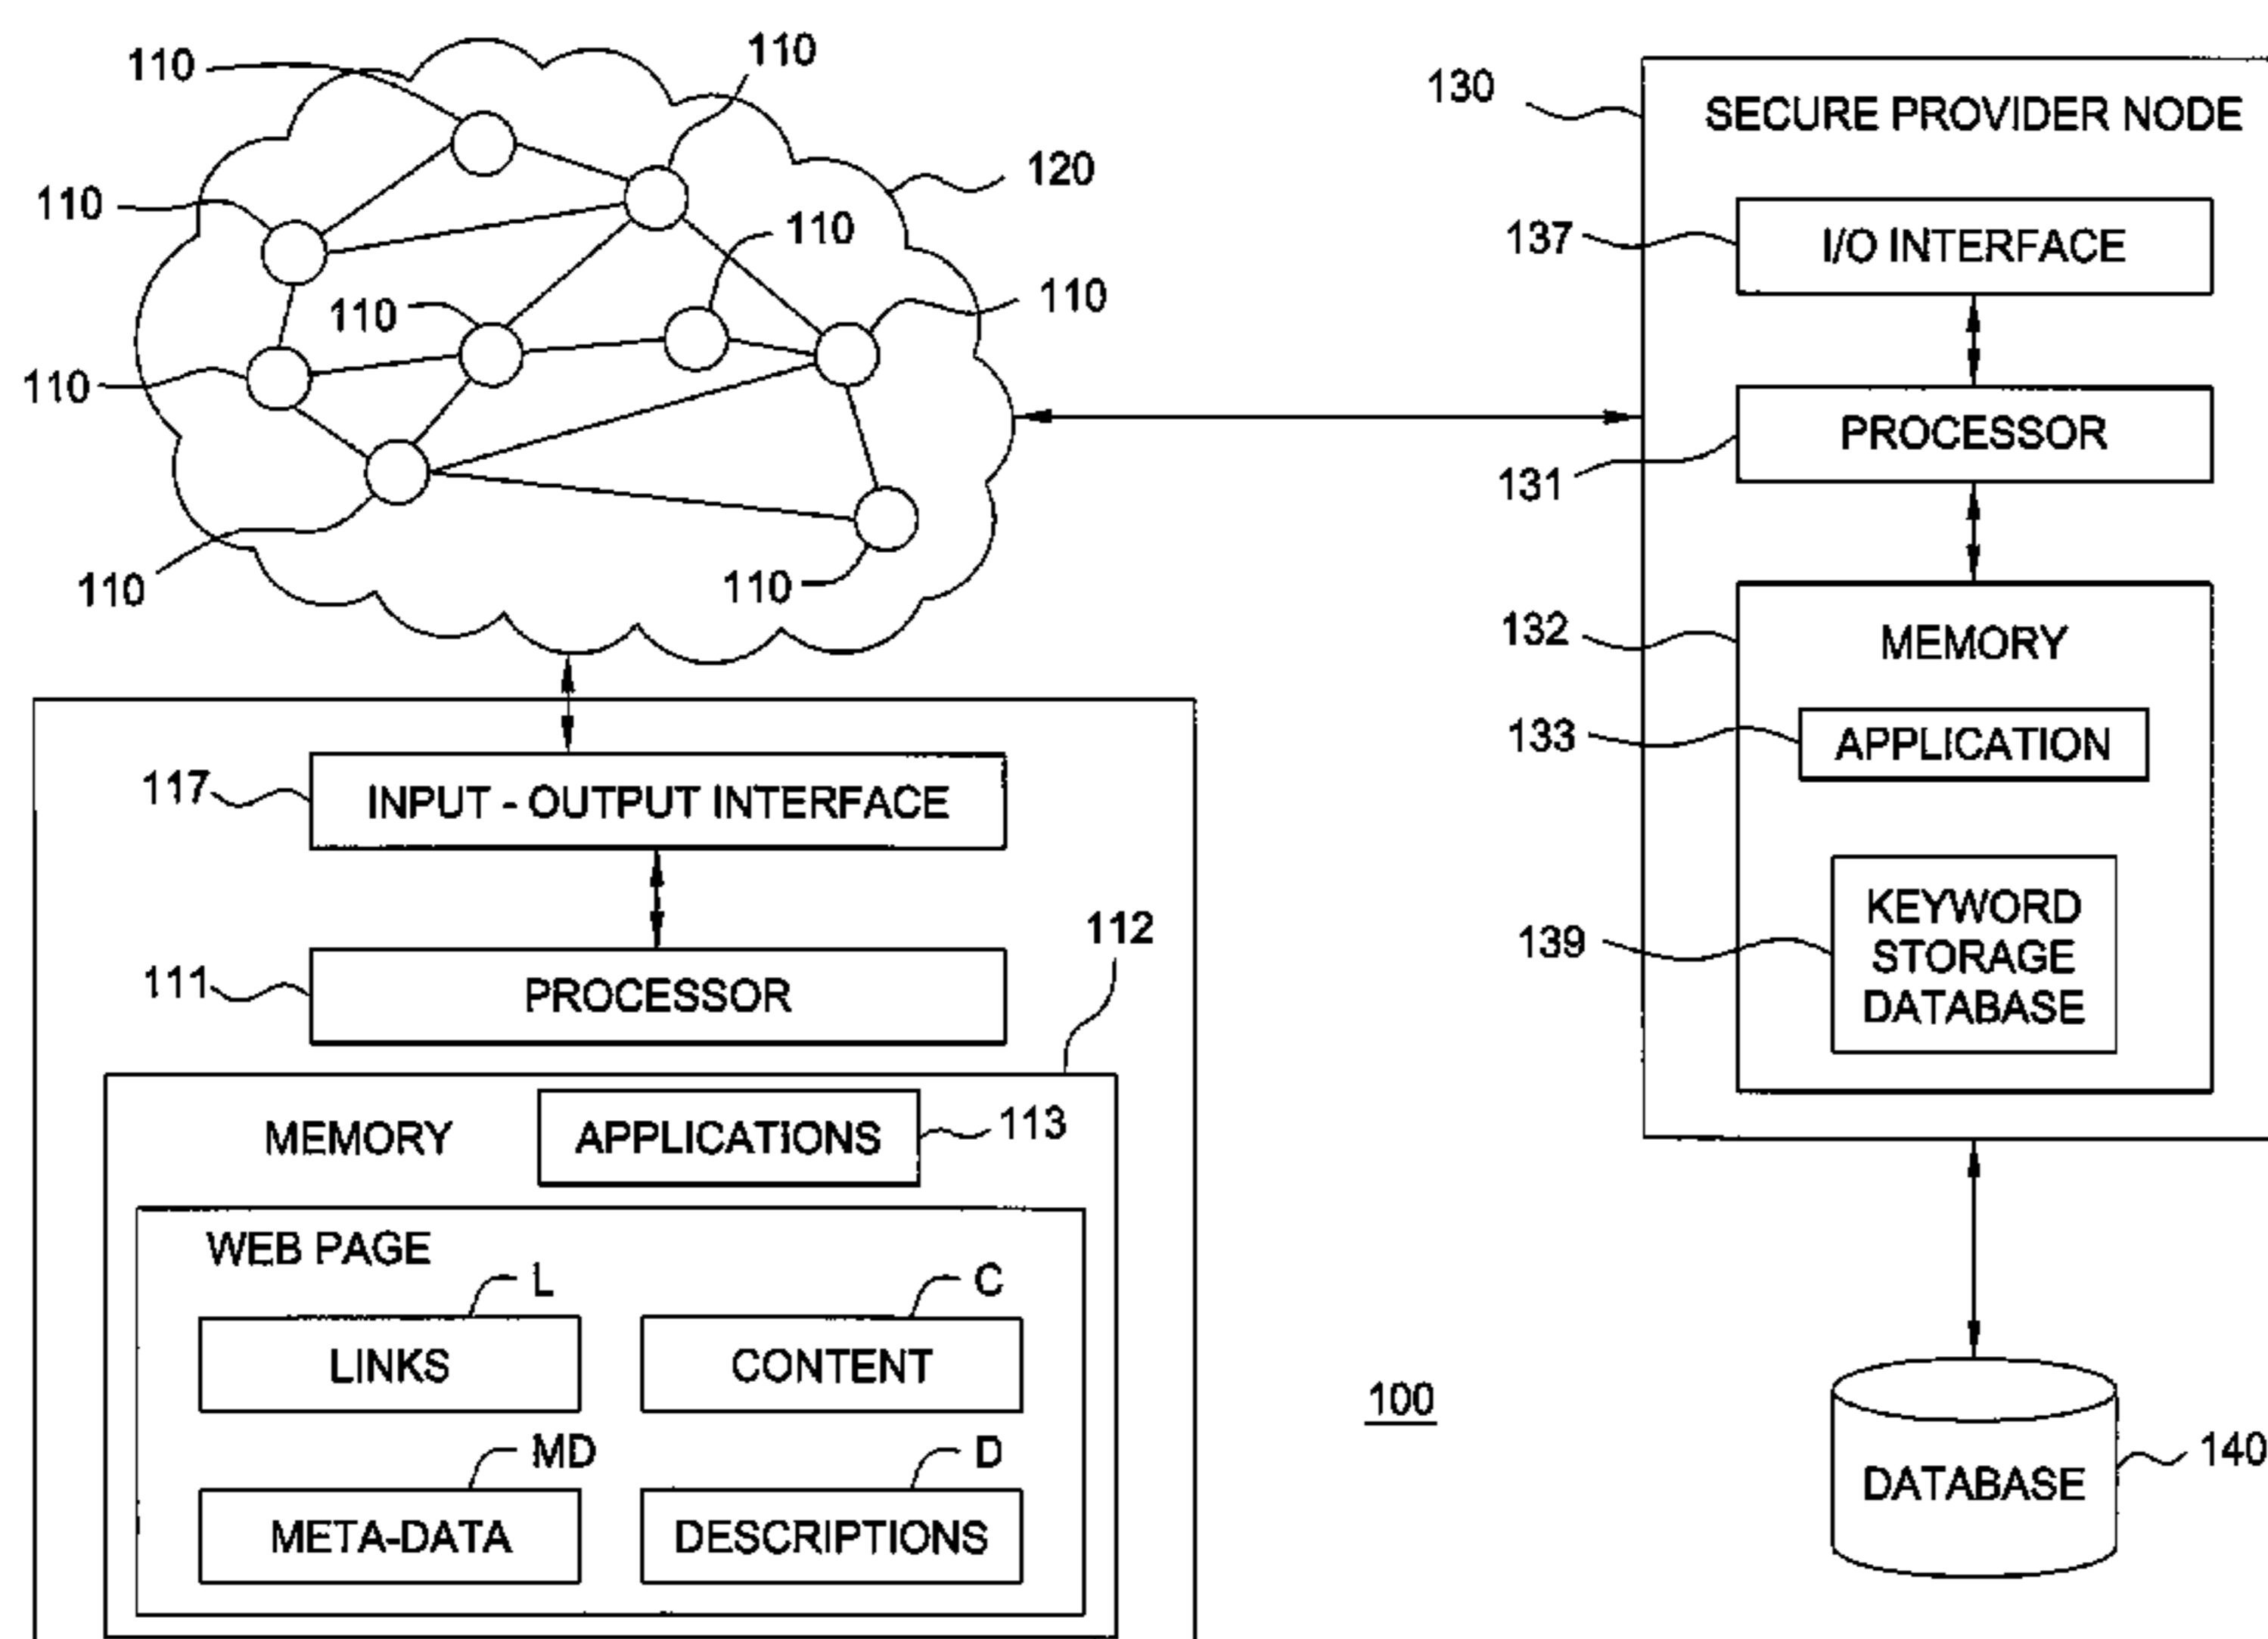 110
110
110
120
110
110
110
110
110
110
130
SECURE PROVIDER NODE
137
I/O INTERFACE
131
PROCESSOR
132
MEMORY
133
APPLICATION
139
KEYWORD
STORAGE
DATABASE
117
INPUT - OUTPUT INTERFACE
111
PROCESSOR
112
MEMORY
APPLICATIONS
113
WEB PAGE
L
LINKS
C
CONTENT
MD
META-DATA
D
DESCRIPTIONS
100
DATABASE
140